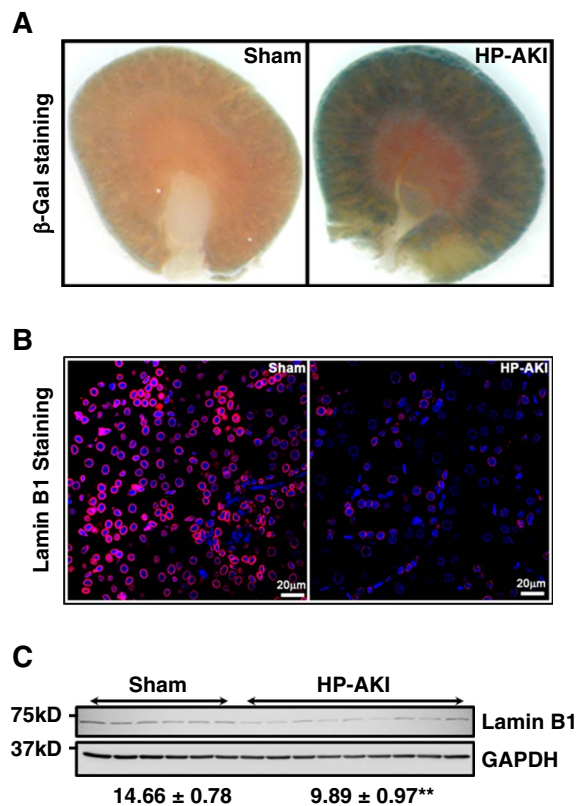 A
β-Gal staining
Sham
HP-AKI
B
Lamin B1 Staining
Sham
HP-AKI
20μm
20μm
C
Sham
HP-AKI
75kD
Lamin B1
37kD
GAPDH
14.66 ± 0.78
9.89 ± 0.97**